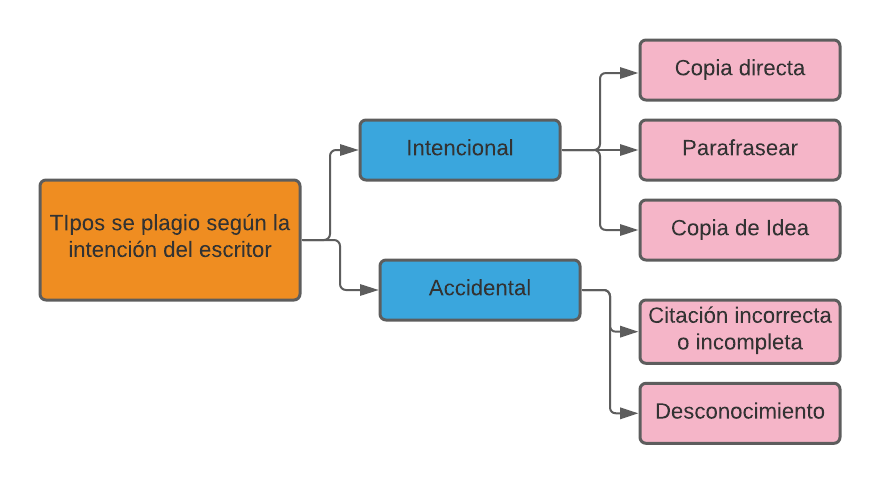 TIpos se plagio según la
intención del escritor
Intencional
Copia directa
Parafrasear
Copia de Idea
Accidental
Citación incorrecta
o incompleta
Desconocimiento